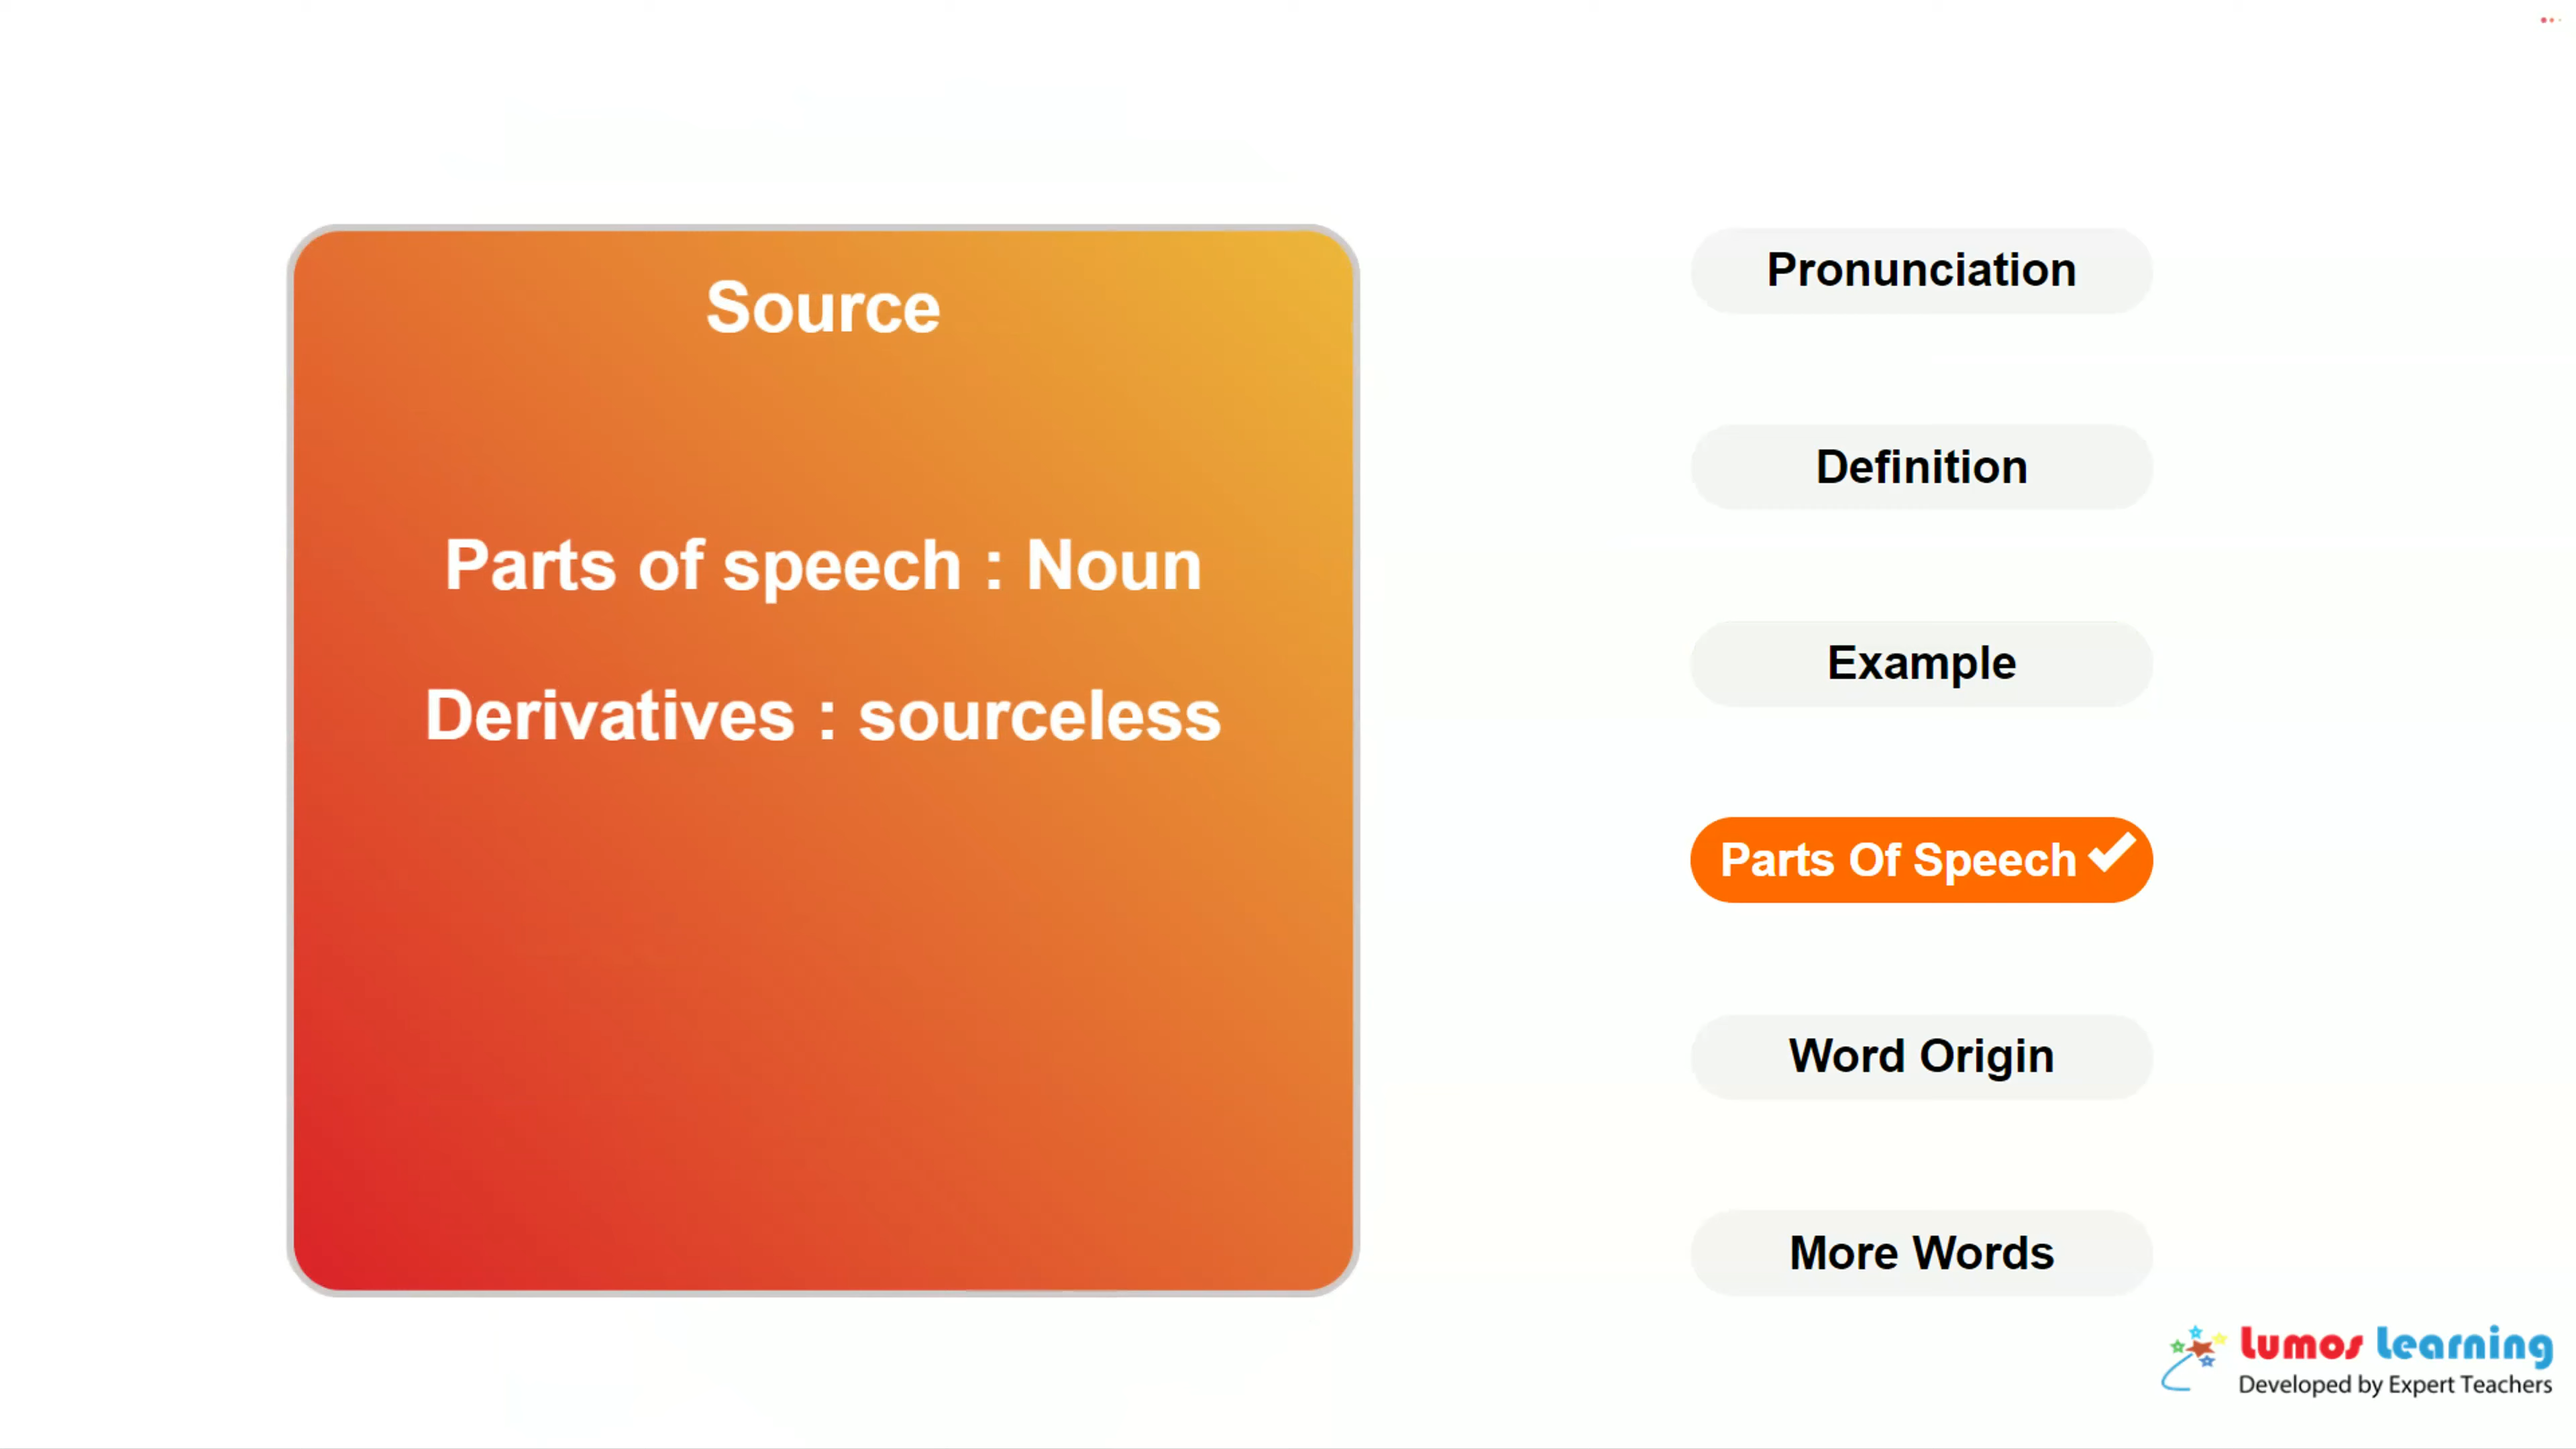 Source
Parts of speech : Noun
Derivatives : sourceless
Pronunciation
Definition
Example
Parts Of Speech
Word Origin
More Words
Lumos Learning
Developed by Expert Teachers